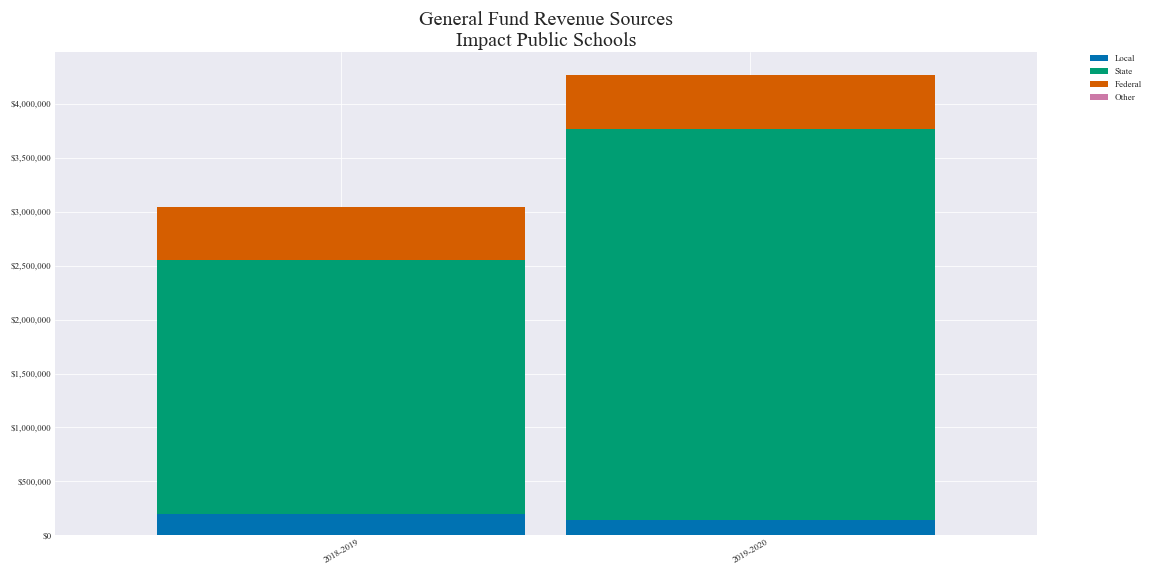 General Fund Revenue Sources
Impact Public Schools
Local
State
Federal
Other
$4,000,000
$3,500,000
$3,000,000
$2,500,000
$2,000,000
$1,500,000
$1,000,000
$500,000
$0
2018-2019
2019-2020